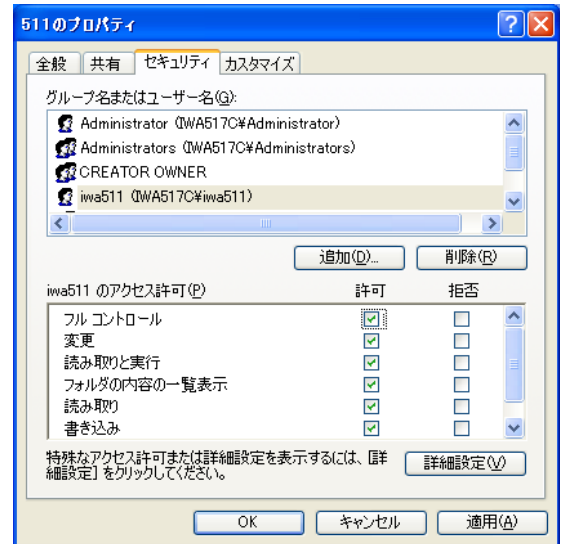 511のプロパティ
全般 共有 セキュリティ カスタマイズ
グループ名またはユーザー名(G):
Administrator (IWA517C¥Administrator)
Administrators (IWA517C¥Administrators)
CREATOR OWNER
iwa511 (IWA517C¥iwa511)
追加(D)... 削除(R)
iwa511 のアクセス許可(P) 許可 拒否
フル コントロール
変更
読み取りと実行
フォルダの内容の一覧表示
読み取り
書き込み
特殊なアクセス許可または詳細設定を表示するには、[詳
細設定] をクリックしてください。
詳細設定(V)
OK キャンセル 適用(A)